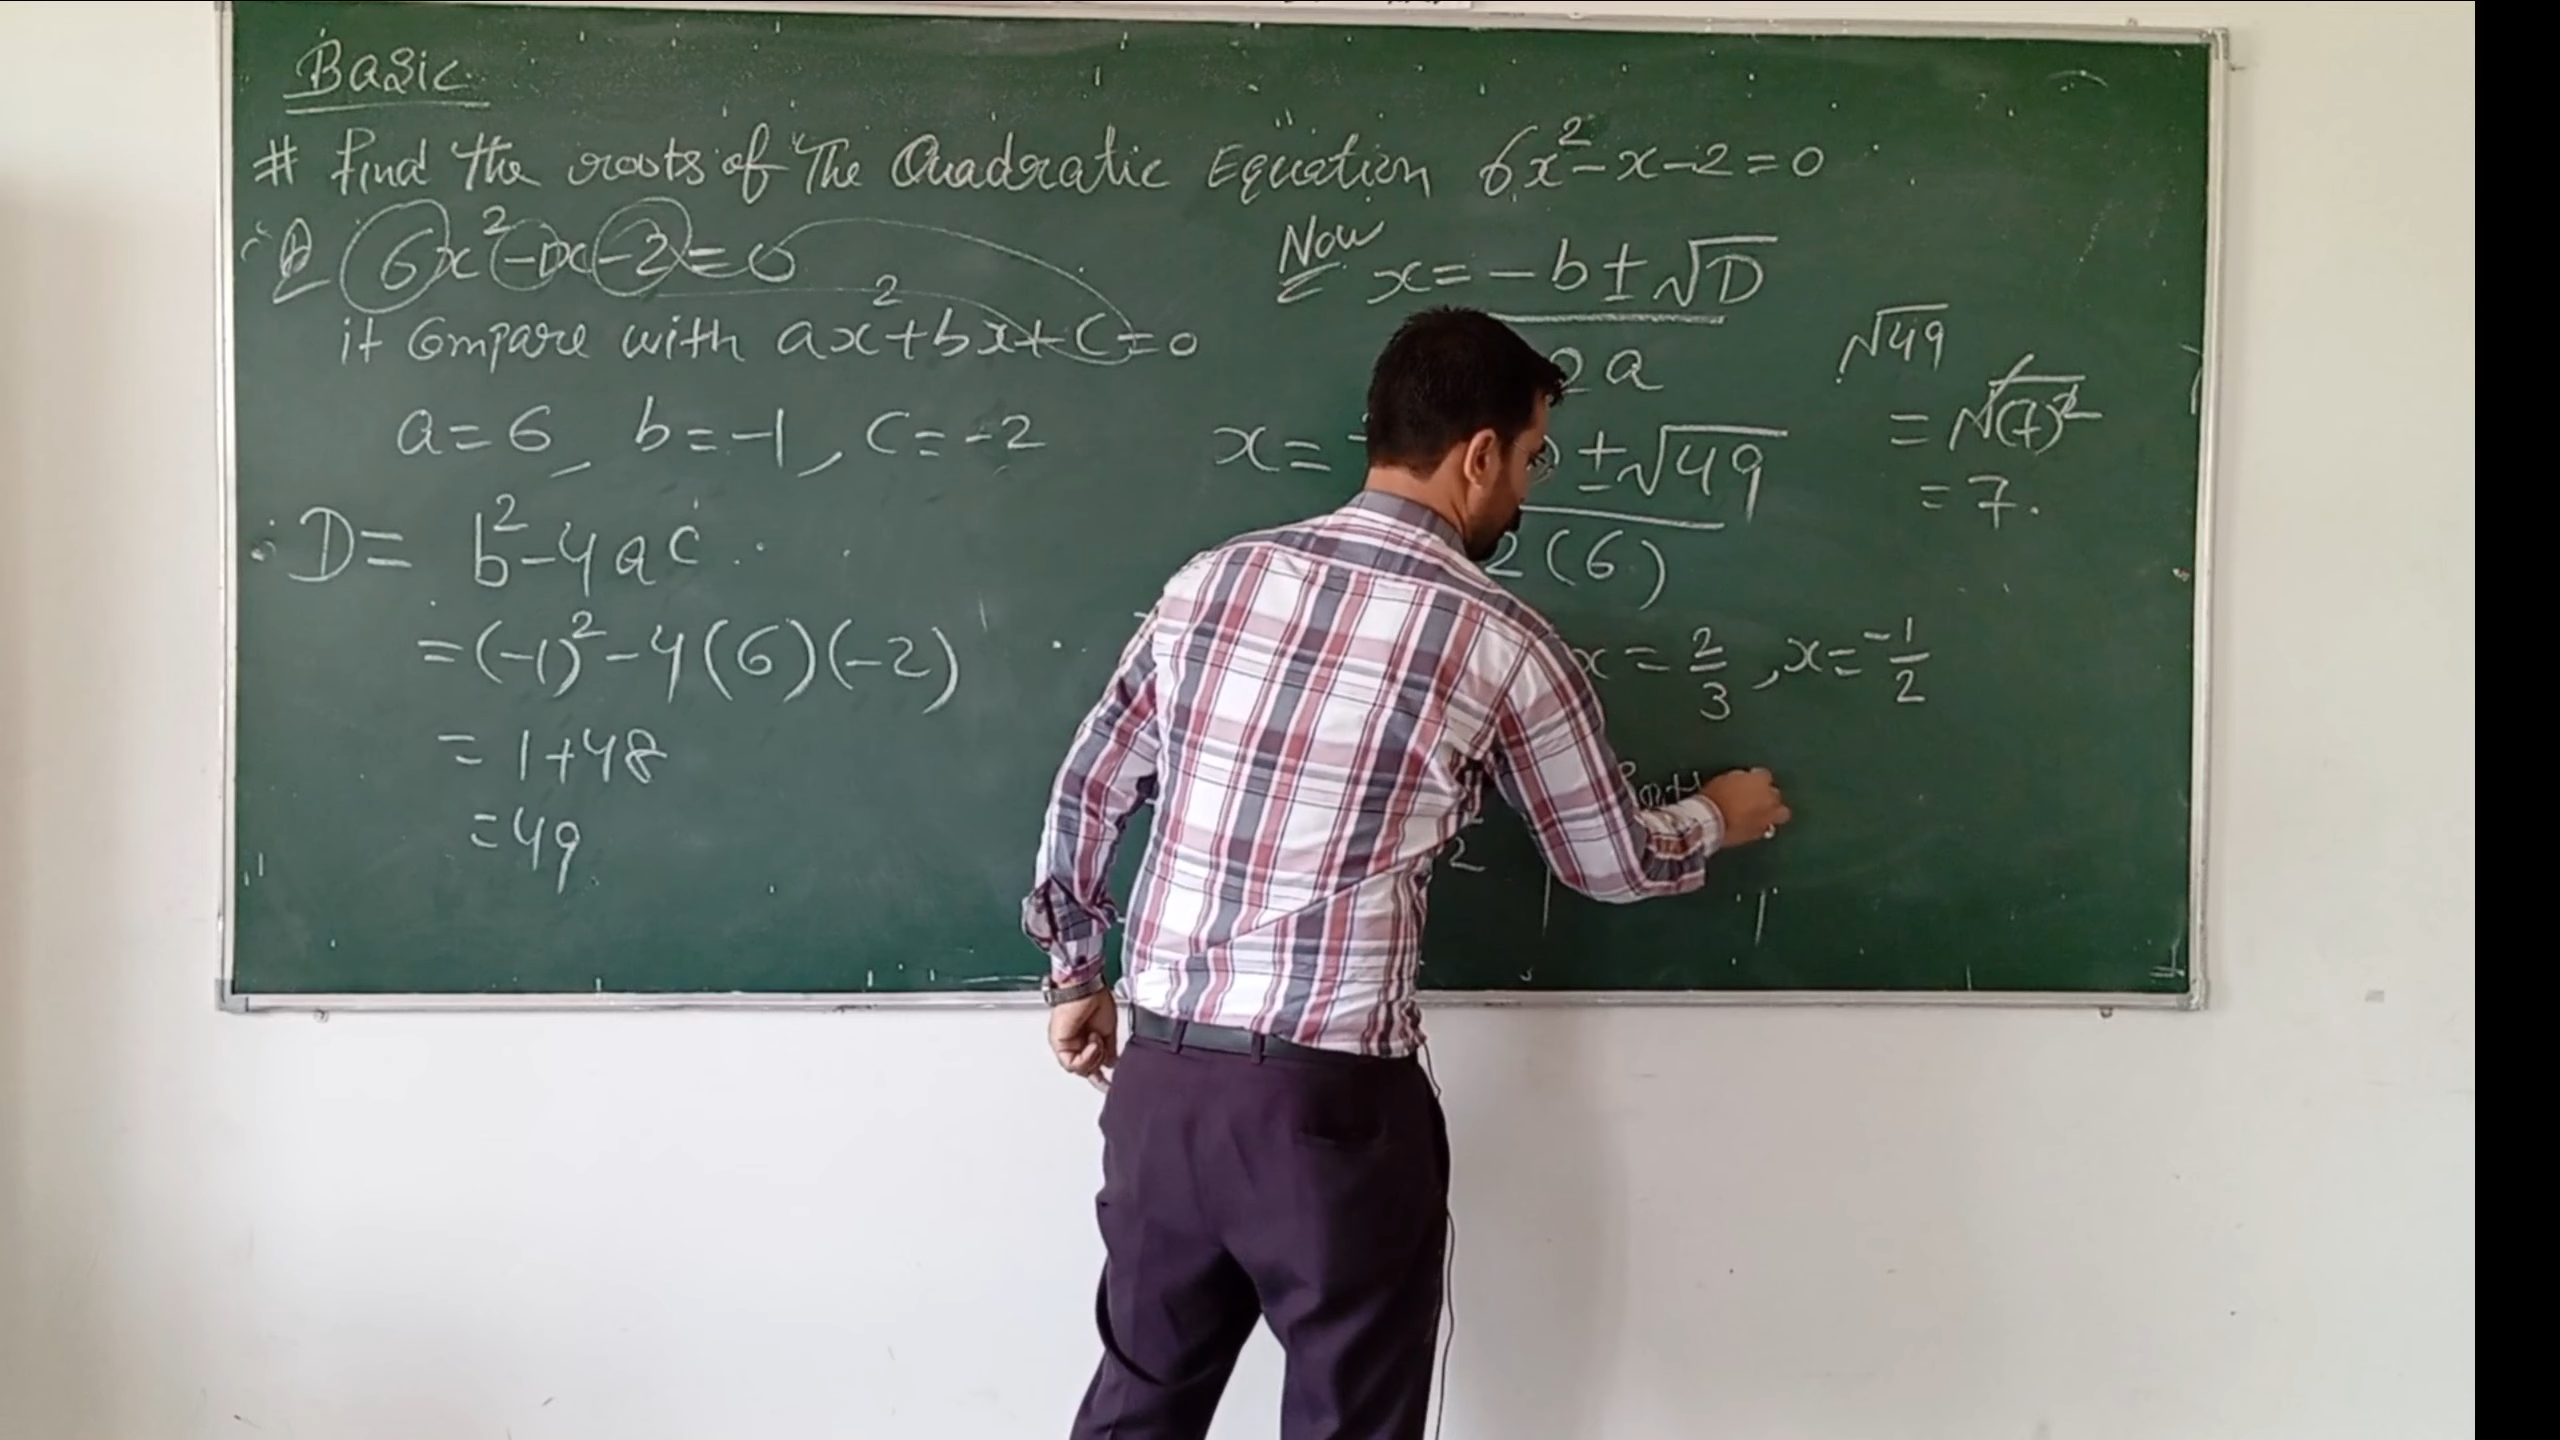 Basic
# find the roots of The Quadratic Equation 6x²-x-2=0
6x²-1x-2=0
it Compare with ax²+bx+c=0
a=6, b=-1, c=-2
D= b²-4ac
=(-1)²-4(6)(-2)
= 1+48
=49
Now x= -b±√D
2a
x= ±√49
2(6)
x = 2/3, x= -1/2
2
√49
= √(7)²
= 7.